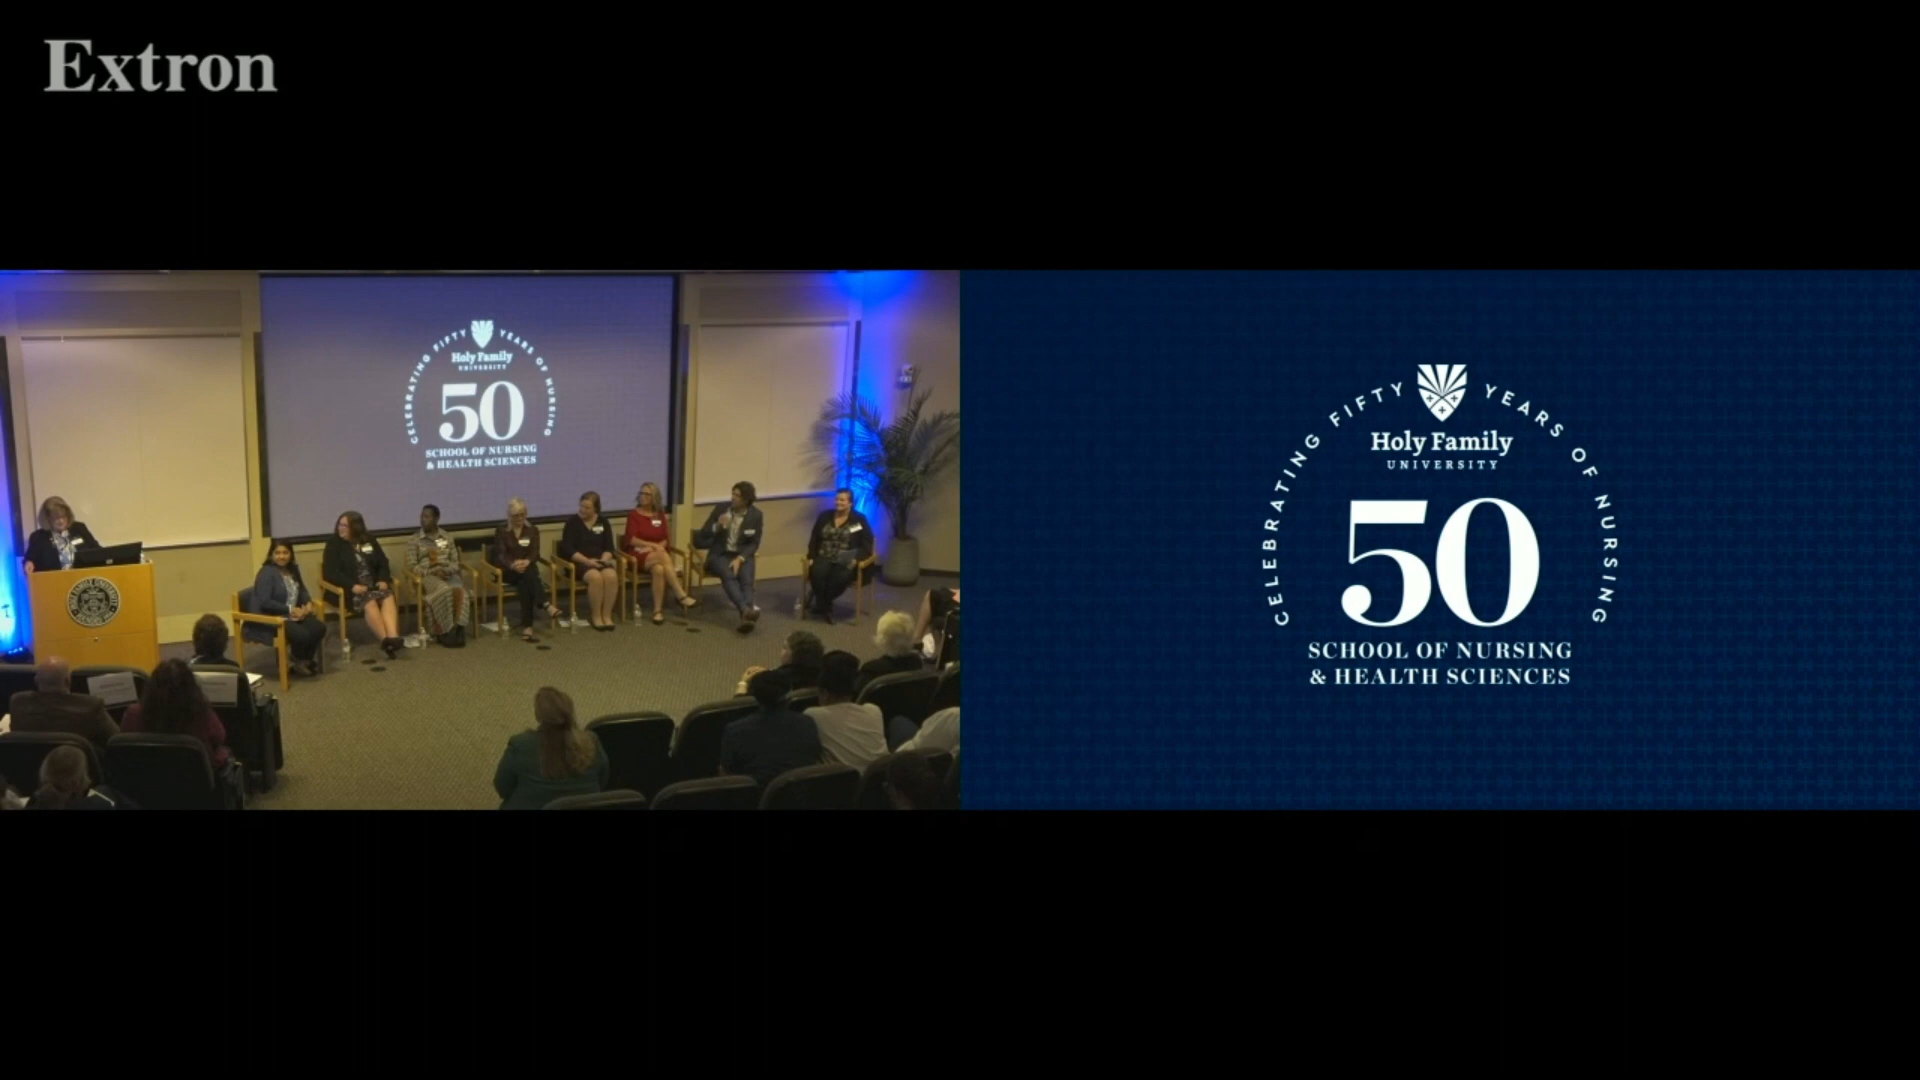 Extron
CELEBRATING FIFTY YEARS OF NURSING
Holy Family
UNIVERSITY
50
SCHOOL OF NURSING
& HEALTH SCIENCES
CELEBRATING FIFTY YEARS OF NURSING
Holy Family
UNIVERSITY
50
SCHOOL OF NURSING
& HEALTH SCIENCES